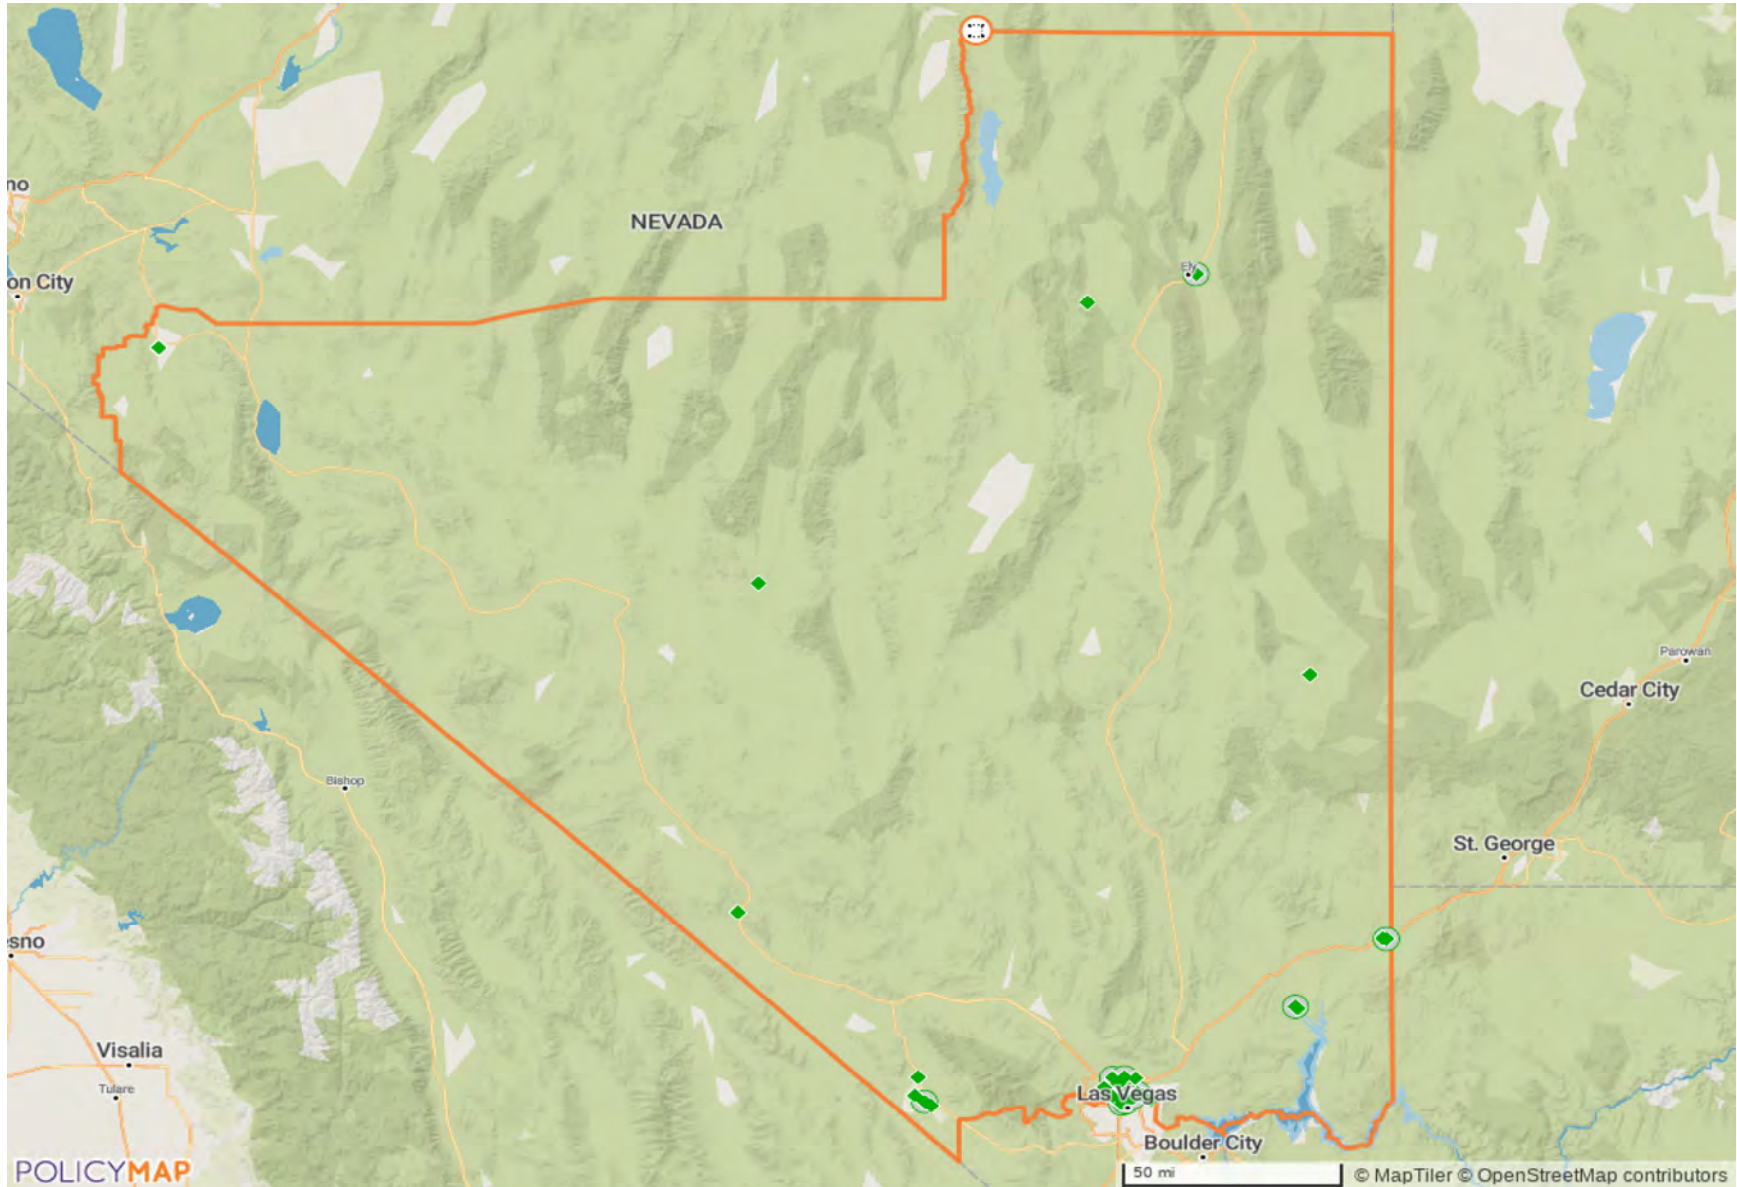 no
NEVADA
on City
Ely
Parowan
Cedar City
Bishop
St. George
esno
Visalia
Tulare
Las Vegas
Boulder City
50 mi
POLICYMAP
© MapTiler © OpenStreetMap contributors